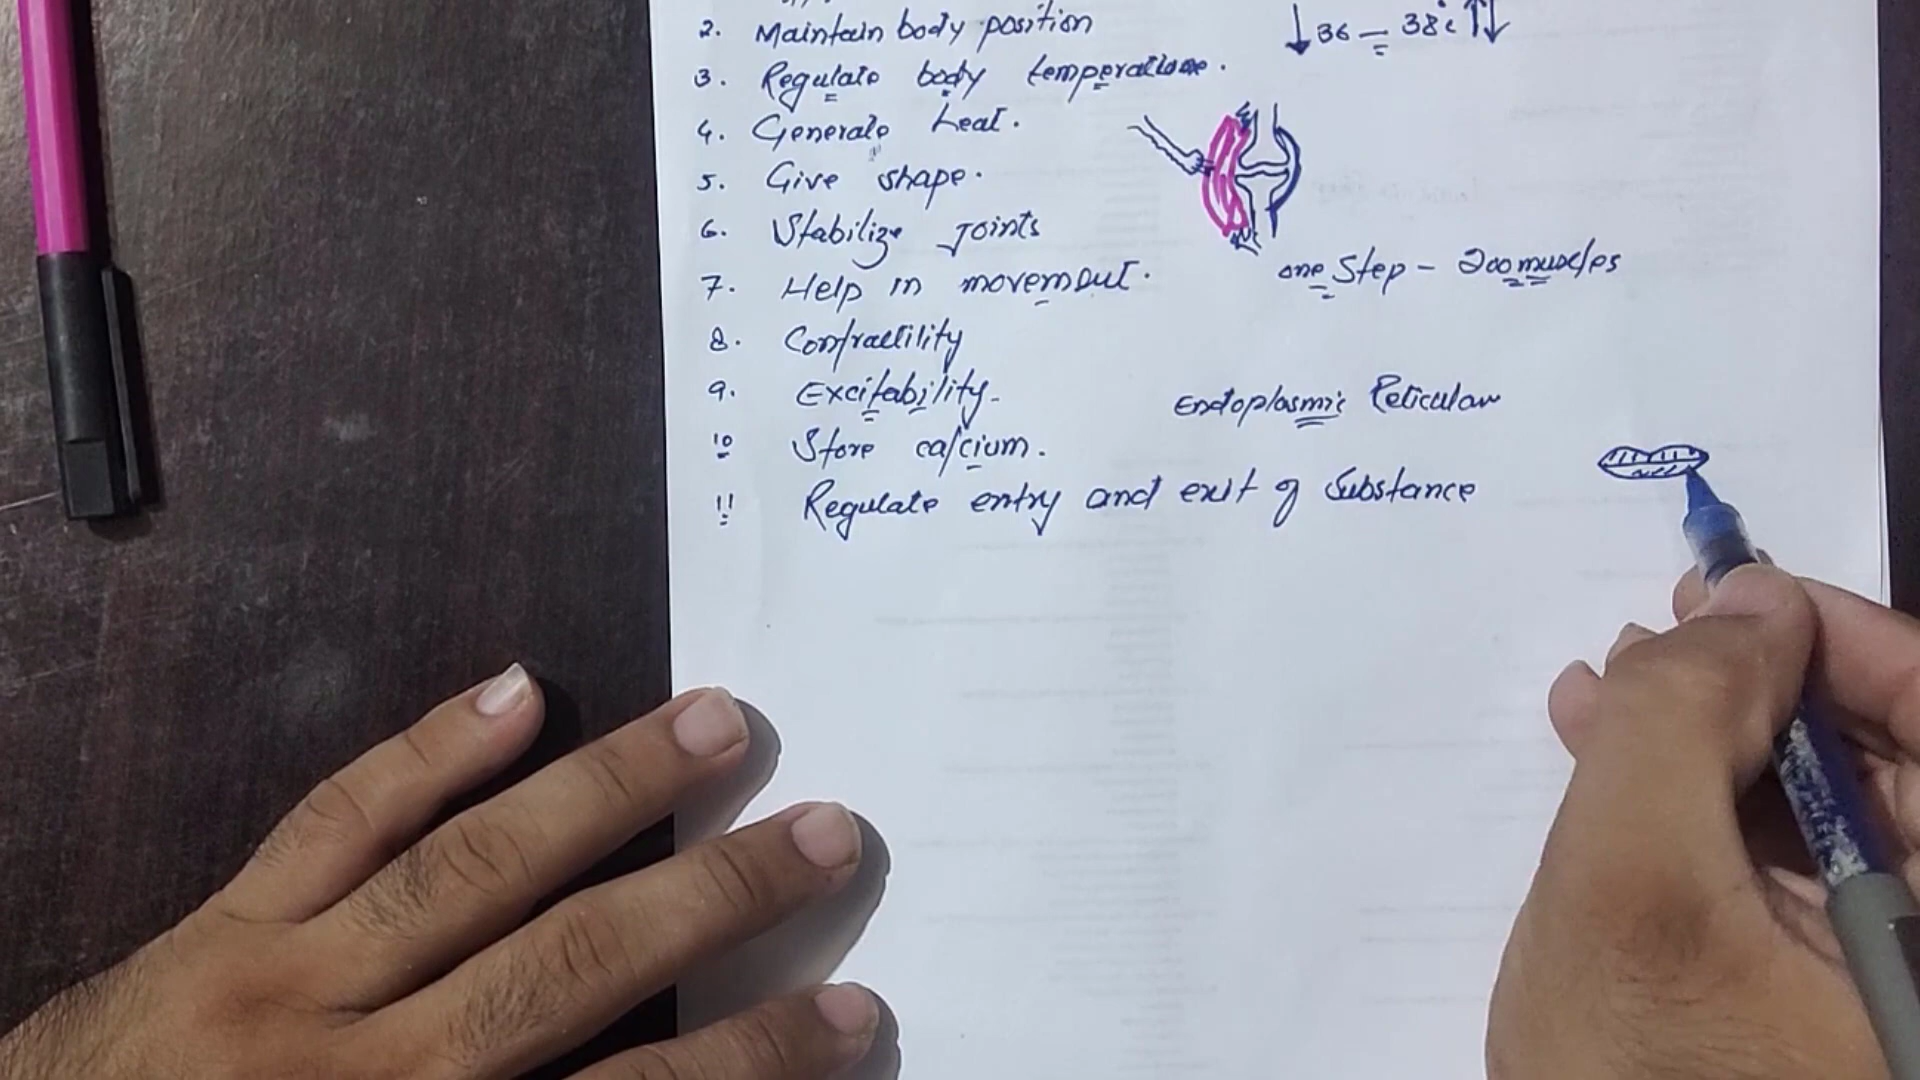 2. Maintain body position
↓ 36 – 38°c ↑↓
3. Regulate body temperature.
4. Generate heat.
5. Give shape.
6. Stabilize Joints
one Step – 200 muscles
7. Help in movement.
8. Contractility
9. Excitability
Endoplasmic Reticulam
10 Store calcium.
11 Regulate entry and exit of Substance